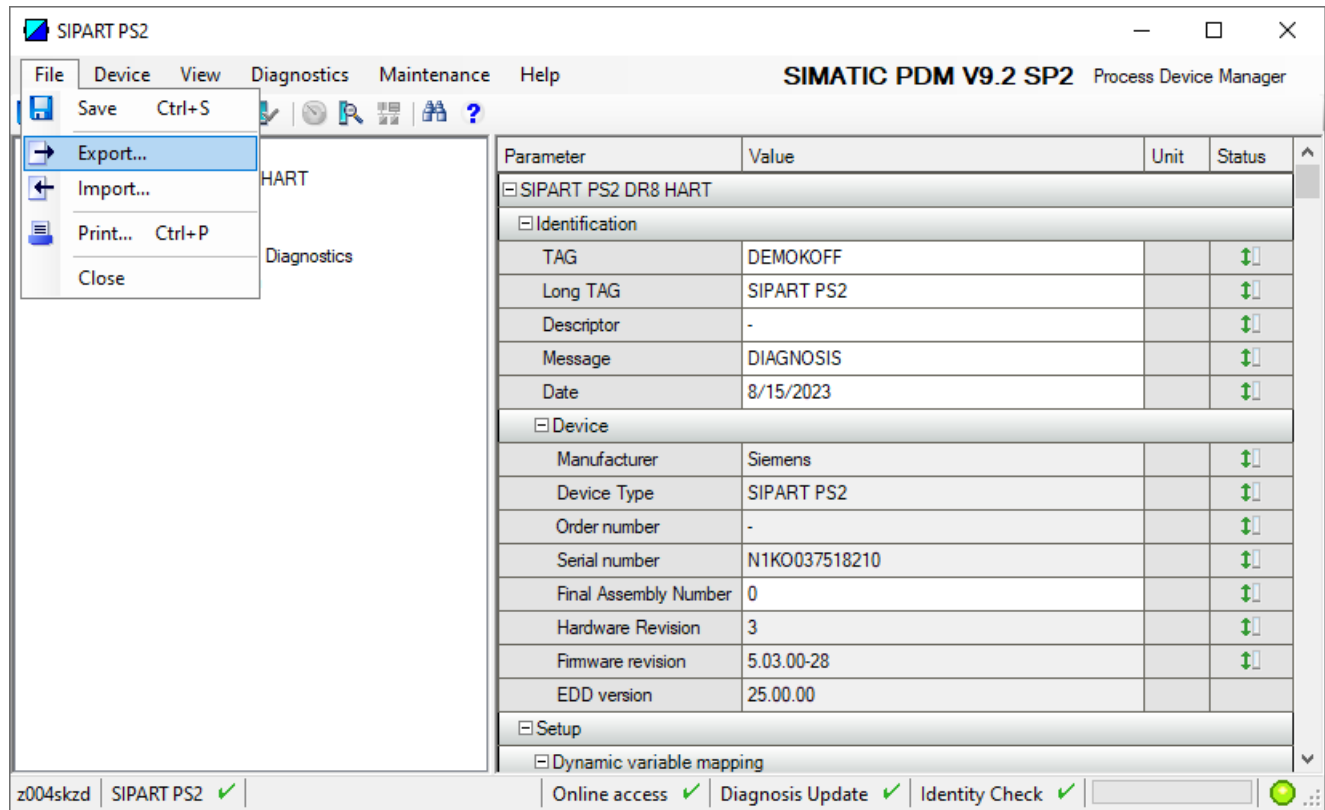 SIPART PS2
File Device View Diagnostics Maintenance Help SIMATIC PDM V9.2 SP2 Process Device Manager
Save Ctrl+S
Export...
Import...
Print... Ctrl+P
Close
HART
Diagnostics
Parameter Value Unit Status
SIPART PS2 DR8 HART
Identification
TAG DEMOKOFF
Long TAG SIPART PS2
Descriptor -
Message DIAGNOSIS
Date 8/15/2023
Device
Manufacturer Siemens
Device Type SIPART PS2
Order number -
Serial number N1KO037518210
Final Assembly Number 0
Hardware Revision 3
Firmware revision 5.03.00-28
EDD version 25.00.00
Setup
Dynamic variable mapping
z004skzd SIPART PS2 Online access Diagnosis Update Identity Check